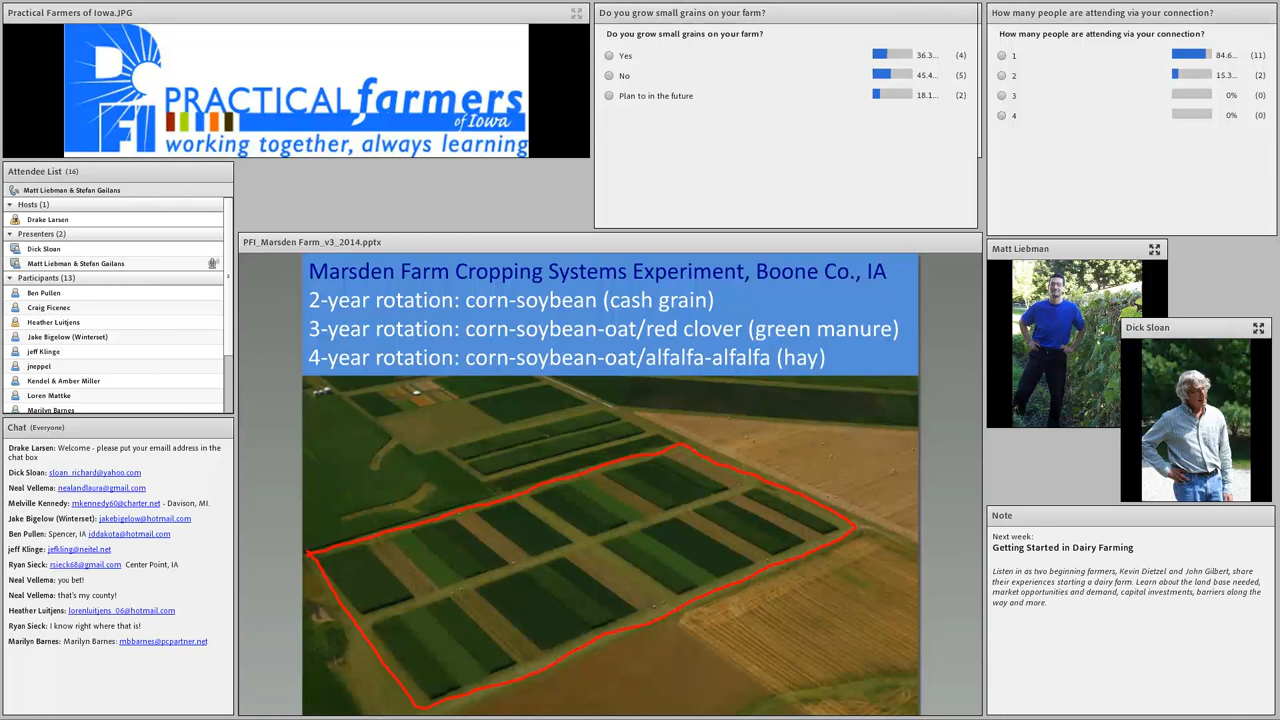 Practical Farmers of Iowa.JPG
PRACTICAL farmers
of Iowa
working together, always learning
Do you grow small grains on your farm?
Do you grow small grains on your farm?
Yes 36.3... (4)
No 45.4... (5)
Plan to in the future 18.1... (2)
How many people are attending via your connection?
How many people are attending via your connection?
1 84.6... (11)
2 15.3... (2)
3 0% (0)
4 0% (0)
Attendee List (16)
Matt Liebman & Stefan Gailans
Hosts (1)
Drake Larsen
Presenters (2)
Dick Sloan
Matt Liebman & Stefan Gailans
Participants (13)
Ben Pullen
Craig Ficenec
Heather Luitjens
Jake Bigelow (Winterset)
jeff Klinge
jneppel
Kendel & Amber Miller
Loren Mattke
Marilyn Barnes
Chat (Everyone)
Drake Larsen: Welcome - please put your emaill address in the
chat box
Dick Sloan: sloan_richard@yahoo.com
Neal Vellema: nealandlaura@gmail.com
Melville Kennedy: mkennedy60@charter.net - Davison, MI.
Jake Bigelow (Winterset): jakebigelow@hotmail.com
Ben Pullen: Spencer, IA iddakota@hotmail.com
jeff Klinge: jefkling@neitel.net
Ryan Sieck: rsieck68@gmail.com Center Point, IA
Neal Vellema: you bet!
Neal Vellema: that's my county!
Heather Luitjens: lorenluitjens_06@hotmail.com
Ryan Sieck: I know right where that is!
Marilyn Barnes: Marilyn Barnes: mbbarnes@pcpartner.net
PFI_Marsden Farm_v3_2014.pptx
Marsden Farm Cropping Systems Experiment, Boone Co., IA
2-year rotation: corn-soybean (cash grain)
3-year rotation: corn-soybean-oat/red clover (green manure)
4-year rotation: corn-soybean-oat/alfalfa-alfalfa (hay)
Matt Liebman
Dick Sloan
Note
Next week:
Getting Started in Dairy Farming
Listen in as two beginning farmers, Kevin Dietzel and John Gilbert, share
their experiences starting a dairy farm. Learn about the land base needed,
market opportunities and demand, capital investments, barriers along the
way and more.